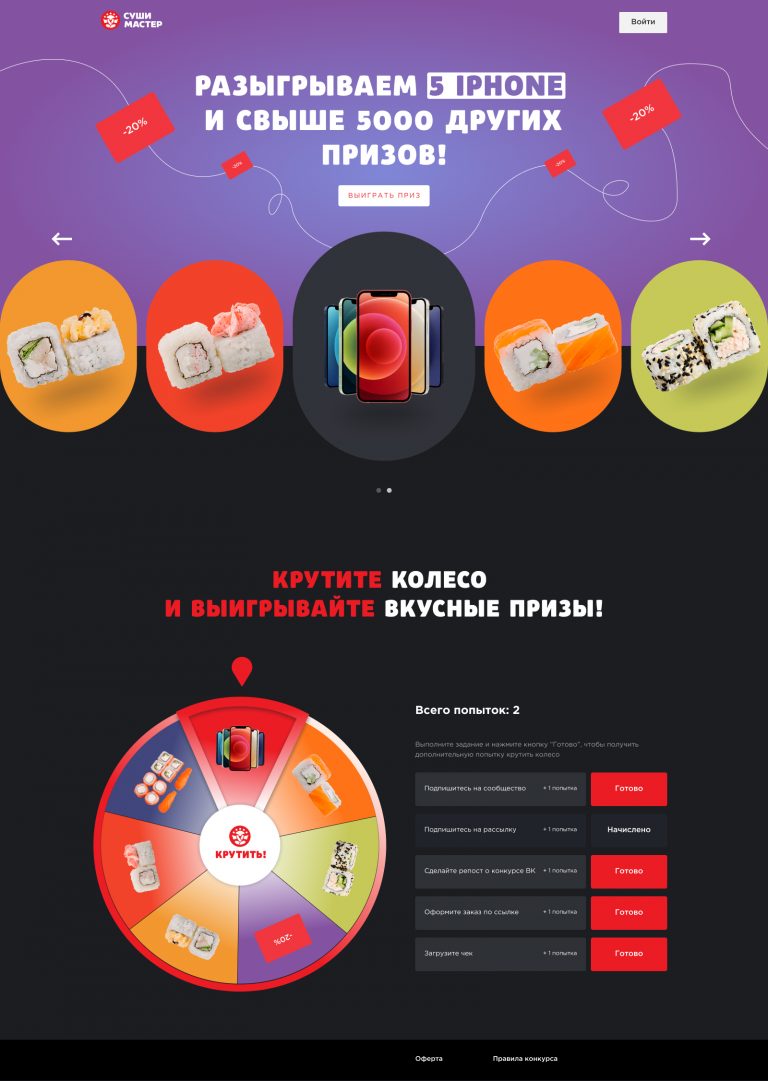 СУШИ
МАСТЕР
Войти
РАЗЫГРЫВАЕМ 5 IPHONE
И СВЫШЕ 5000 ДРУГИХ
ПРИЗОВ!
-20%
-20%
-20%
-20%
ВЫИГРАТЬ ПРИЗ
КРУТИТЕ КОЛЕСО
И ВЫИГРЫВАЙТЕ ВКУСНЫЕ ПРИЗЫ!
КРУТИТЬ!
-20%
Всего попыток: 2
Выполните задание и нажмите кнопку "Готово", чтобы получить
дополнительную попытку крутить колесо
Подпишитесь на сообщество + 1 попытка Готово
Подпишитесь на рассылку + 1 попытка Начислено
Сделайте репост о конкурсе ВК + 1 попытка Готово
Оформите заказ по ссылке + 1 попытка Готово
Загрузите чек + 1 попытка Готово
Оферта Правила конкурса